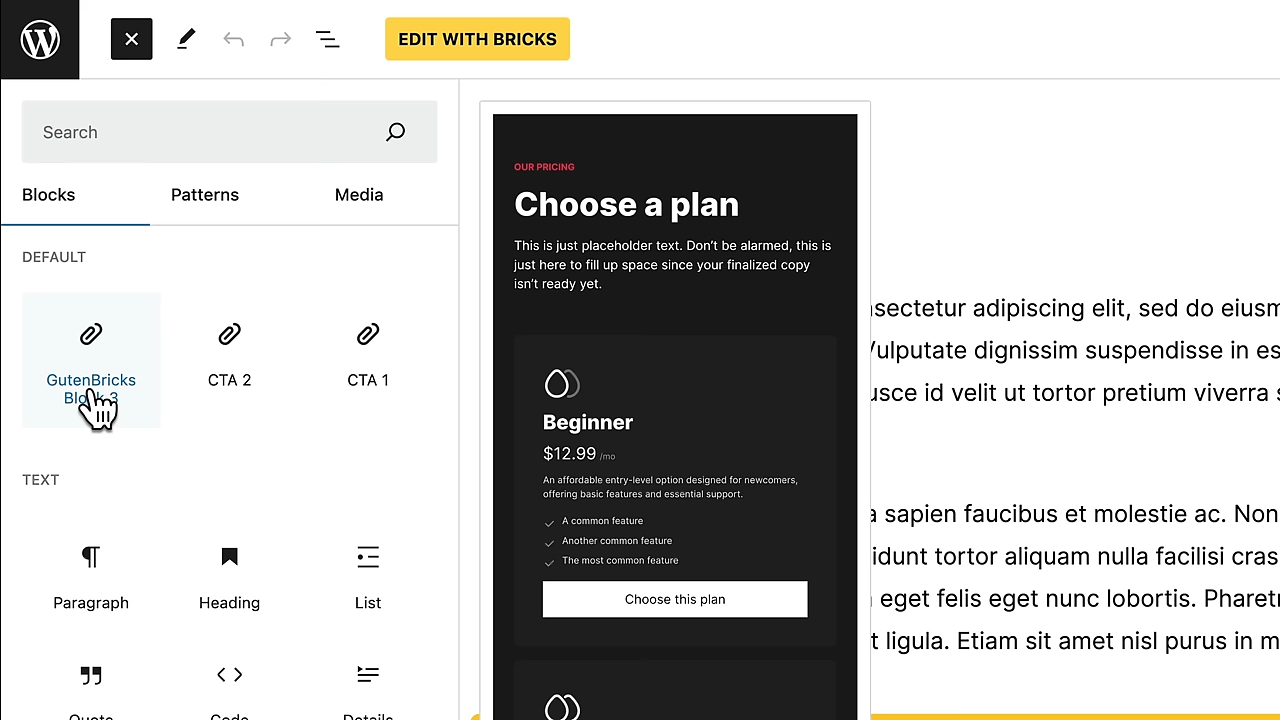 EDIT WITH BRICKS
Search
Blocks
Patterns
Media
DEFAULT
GutenBricks
Block 3
CTA 2
CTA 1
TEXT
Paragraph
Heading
List
Quote
Code
Details
OUR PRICING
Choose a plan
This is just placeholder text. Don't be alarmed, this is
just here to fill up space since your finalized copy
isn't ready yet.
Beginner
$12.99 /mo
An affordable entry-level option designed for newcomers,
offering basic features and essential support.
A common feature
Another common feature
The most common feature
Choose this plan
nsectetur adipiscing elit, sed do eiusm
Vulputate dignissim suspendisse in es
usce id velit ut tortor pretium viverra s
a sapien faucibus et molestie ac. Non
idunt tortor aliquam nulla facilisi cras
eget felis eget nunc lobortis. Pharetr
t ligula. Etiam sit amet nisl purus in m